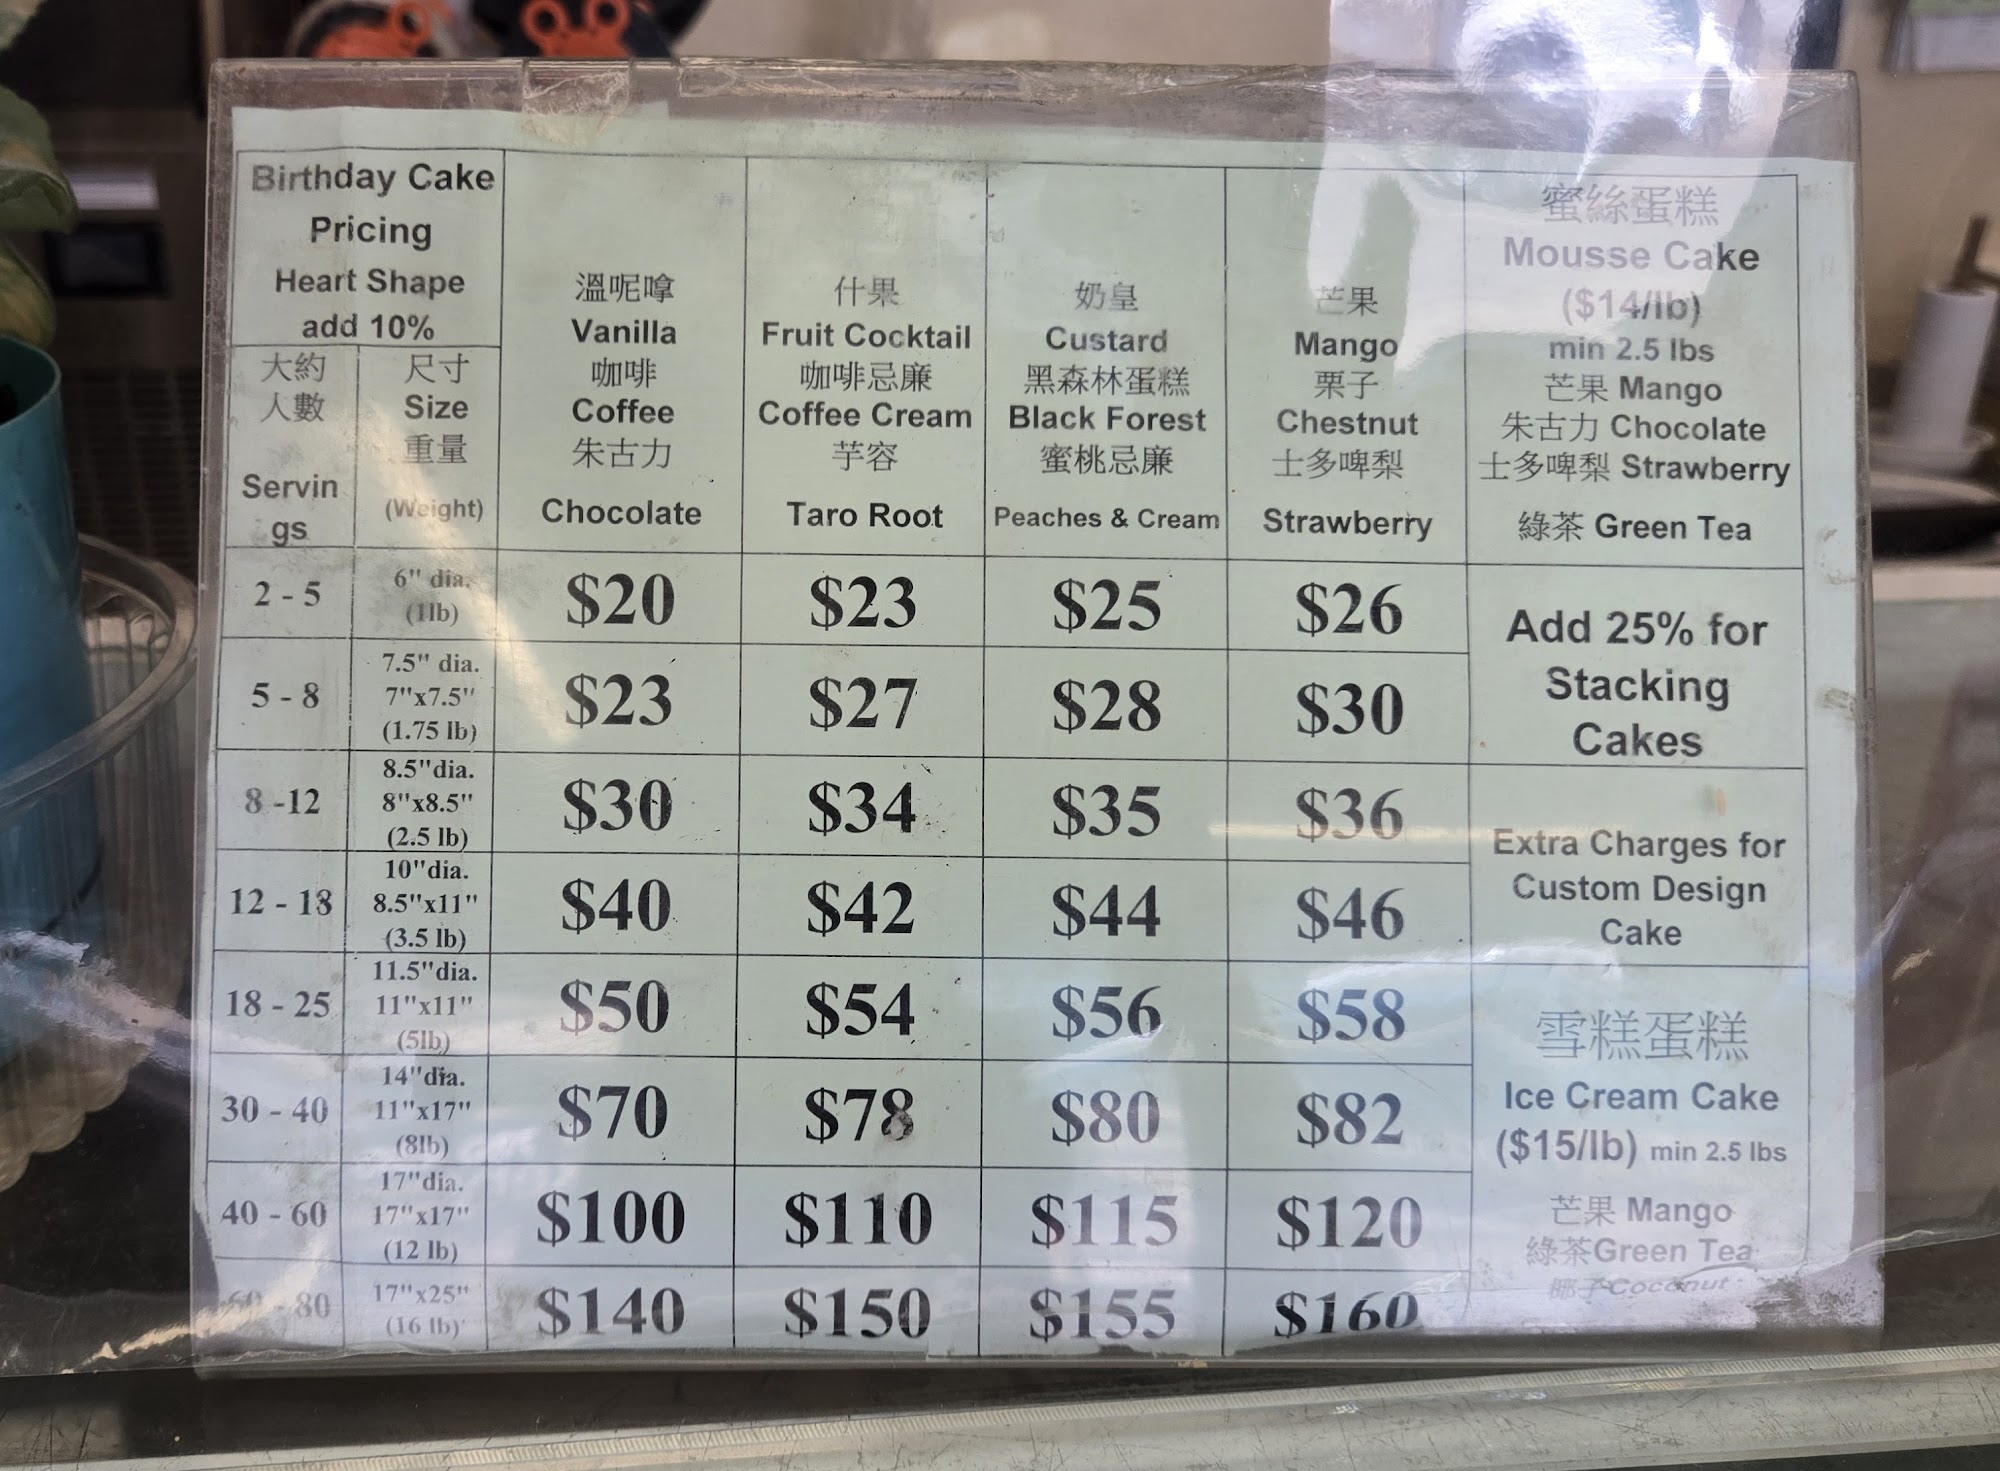 Birthday Cake
Pricing
Heart Shape
add 10%
大約
人數
Servin
gs
尺寸
Size
重量
(Weight)
溫呢嗱
Vanilla
咖啡
Coffee
朱古力
Chocolate
什果
Fruit Cocktail
咖啡忌廉
Coffee Cream
芋容
Taro Root
奶皇
Custard
黑森林蛋糕
Black Forest
蜜桃忌廉
Peaches & Cream
芒果
Mango
栗子
Chestnut
士多啤梨
Strawberry
蜜絲蛋糕
Mousse Cake
($14/lb)
min 2.5 lbs
芒果 Mango
朱古力 Chocolate
士多啤梨 Strawberry
綠茶 Green Tea
2 - 5
6" dia.
(1lb)
$20
$23
$25
$26
5 - 8
7.5" dia.
7"x7.5"
(1.75 lb)
$23
$27
$28
$30
Add 25% for
Stacking
Cakes
8 -12
8.5"dia.
8"x8.5"
(2.5 lb)
$30
$34
$35
$36
12 - 18
10"dia.
8.5"x11"
(3.5 lb)
$40
$42
$44
$46
Extra Charges for
Custom Design
Cake
18 - 25
11.5"dia.
11"x11"
(5lb)
$50
$54
$56
$58
30 - 40
14"dia.
11"x17"
(8lb)
$70
$78
$80
$82
40 - 60
17"dia.
17"x17"
(12 lb)
$100
$110
$115
$120
60 - 80
17"x25"
(16 lb)
$140
$150
$155
$160
雪糕蛋糕
Ice Cream Cake
($15/lb) min 2.5 lbs
芒果 Mango
綠茶Green Tea
椰子Coconut